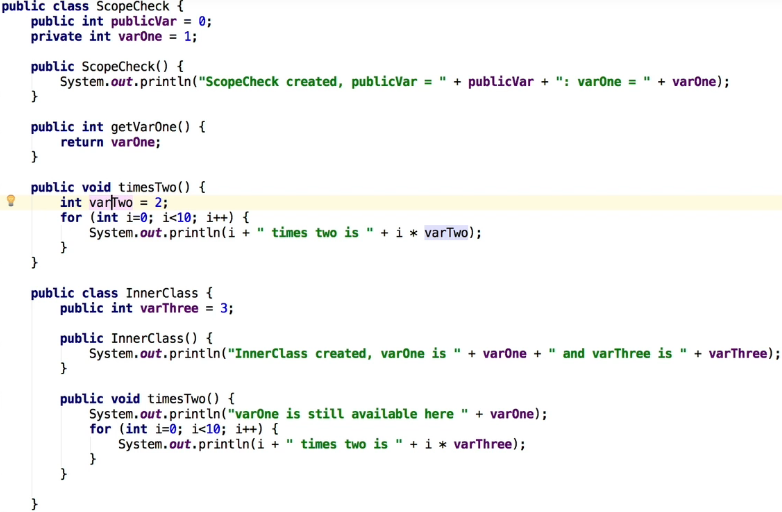 public class ScopeCheck {
    public int publicVar = 0;
    private int varOne = 1;

    public ScopeCheck() {
        System.out.println("ScopeCheck created, publicVar = " + publicVar + ": varOne = " + varOne);
    }

    public int getVarOne() {
        return varOne;
    }

    public void timesTwo() {
        int varTwo = 2;
        for (int i=0; i<10; i++) {
            System.out.println(i + " times two is " + i * varTwo);
        }
    }

    public class InnerClass {
        public int varThree = 3;

        public InnerClass() {
            System.out.println("InnerClass created, varOne is " + varOne + " and varThree is " + varThree);
        }

        public void timesTwo() {
            System.out.println("varOne is still available here " + varOne);
            for (int i=0; i<10; i++) {
                System.out.println(i + " times two is " + i * varThree);
            }
        }

    }